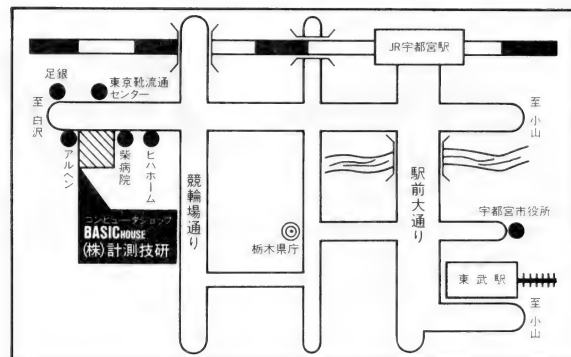 JR宇都宮駅
足銀
東京靴流通
センター
至白沢
至小山
アルヘン
柴病院
ヒハホーム
競輪場通り
駅前大通り
コンピュータショップ
BASIC HOUSE
(株)計測技研
栃木県庁
宇都宮市役所
東武駅
至小山